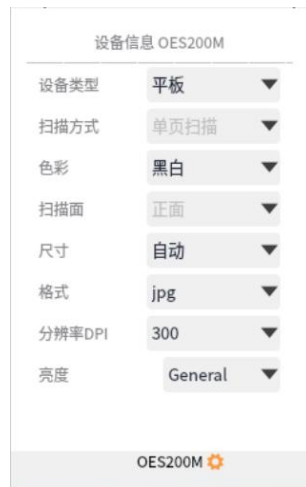 设备信息 OES200M
设备类型 平板
扫描方式 单页扫描
色彩 黑白
扫描面 正面
尺寸 自动
格式 jpg
分辨率DPI 300
亮度 General
OES200M